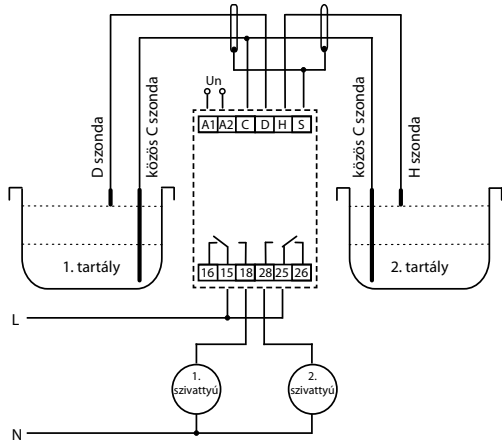 Un
A1 A2 C D H S
D szonda
közös C szonda
közös C szonda
H szonda
1. tartály
2. tartály
16 15 18 28 25 26
L
1.
szivattyú
2.
szivattyú
N